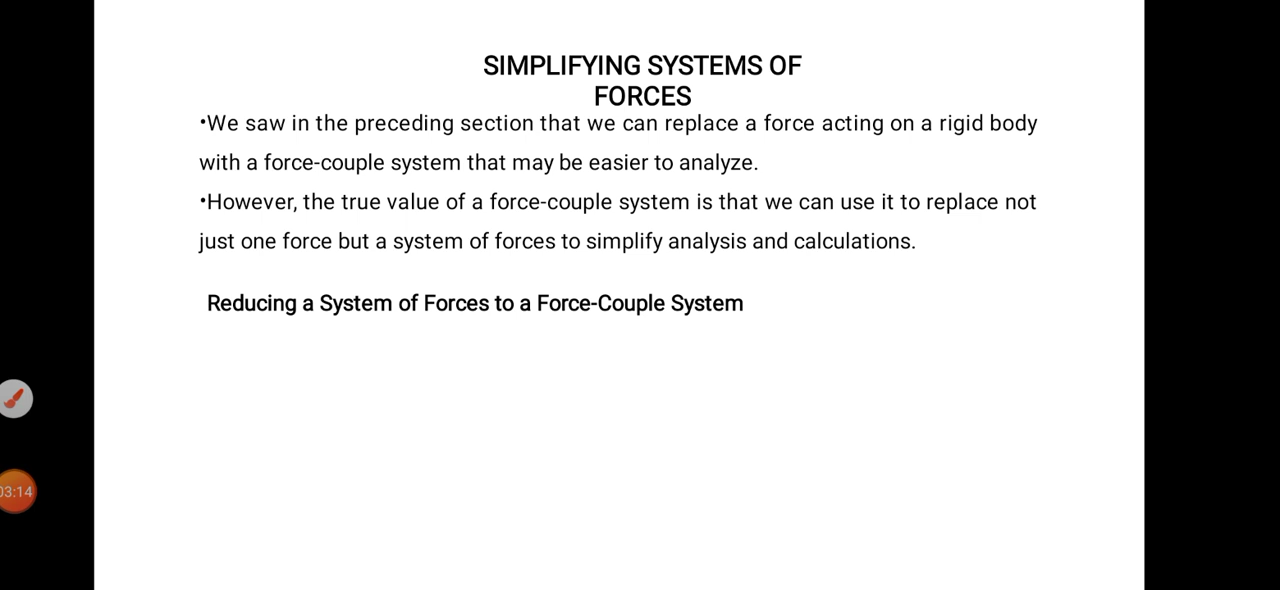 SIMPLIFYING SYSTEMS OF
FORCES
•We saw in the preceding section that we can replace a force acting on a rigid body
with a force-couple system that may be easier to analyze.
•However, the true value of a force-couple system is that we can use it to replace not
just one force but a system of forces to simplify analysis and calculations.
Reducing a System of Forces to a Force-Couple System
03:14